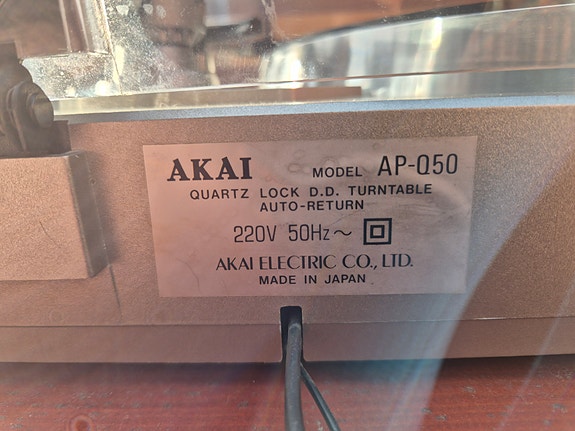 AKAI MODEL AP-Q50
QUARTZ LOCK D.D. TURNTABLE
AUTO-RETURN
220V 50Hz ~
AKAI ELECTRIC CO., LTD.
MADE IN JAPAN